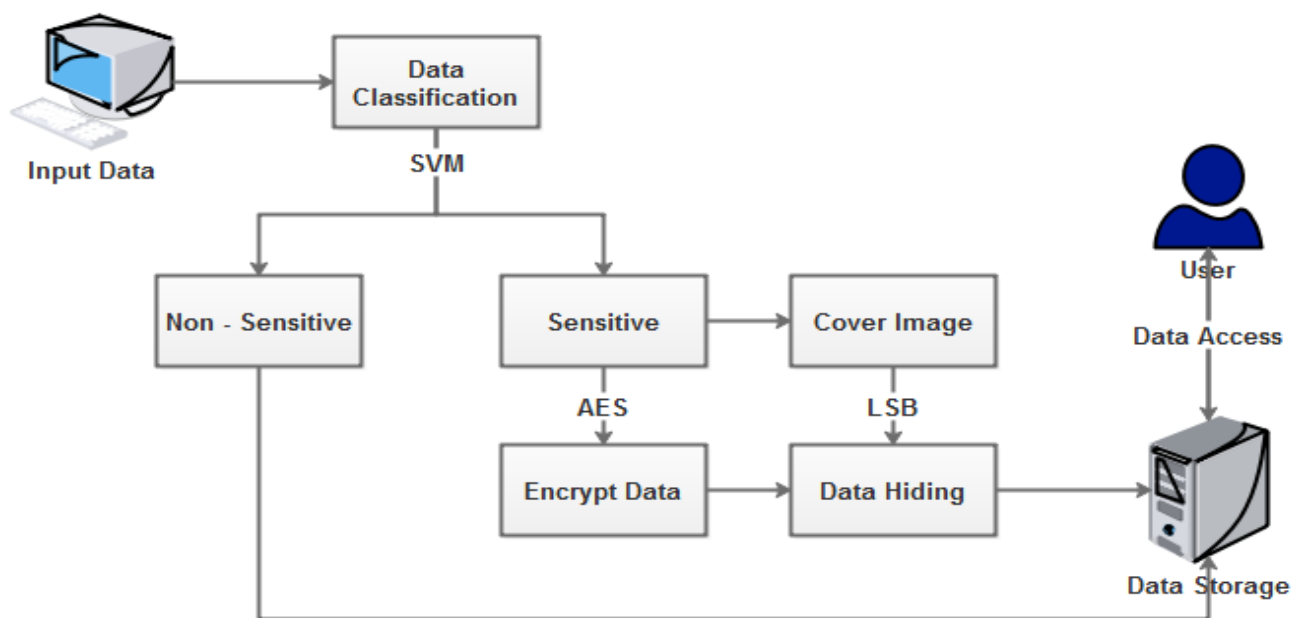 Data
Classification
Input Data
SVM
User
Non - Sensitive
Sensitive
Cover Image
Data Access
AES
LSB
Encrypt Data
Data Hiding
Data Storage